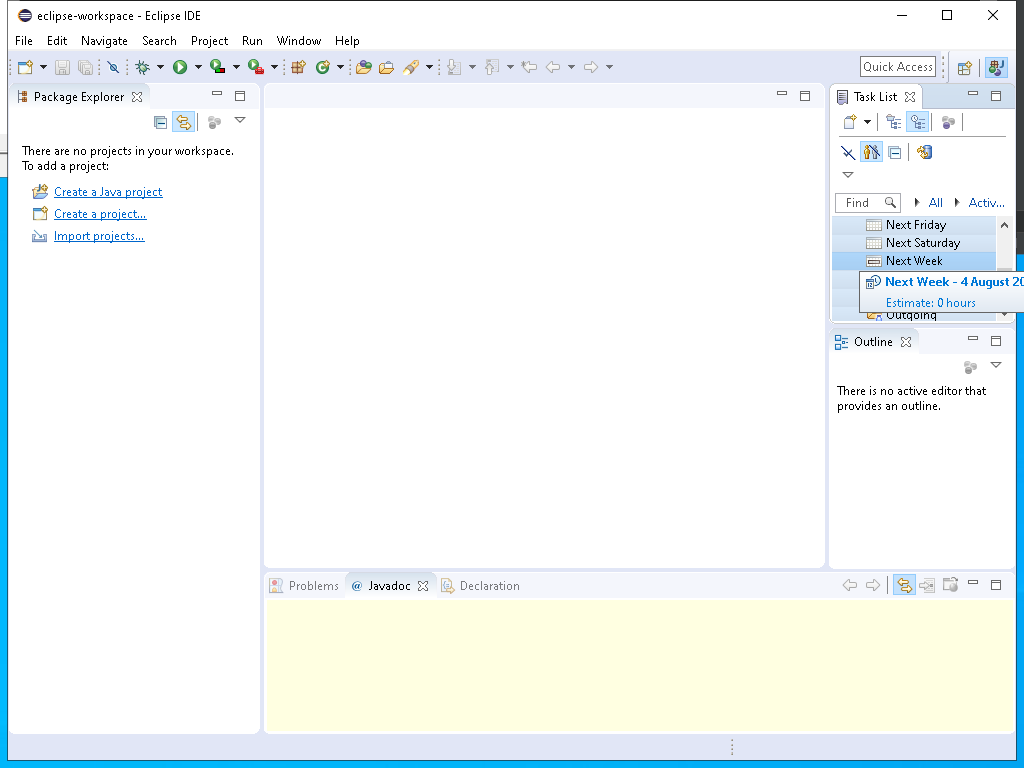 eclipse-workspace - Eclipse IDE
File Edit Navigate Search Project Run Window Help
Quick Access
Package Explorer
Task List
There are no projects in your workspace.
To add a project:
Create a Java project
Create a project...
Import projects...
Find
All
Activ...
Next Friday
Next Saturday
Next Week
Next Week - 4 August 20
Estimate: 0 hours
Outgoing
Outline
There is no active editor that
provides an outline.
Problems
@ Javadoc
Declaration